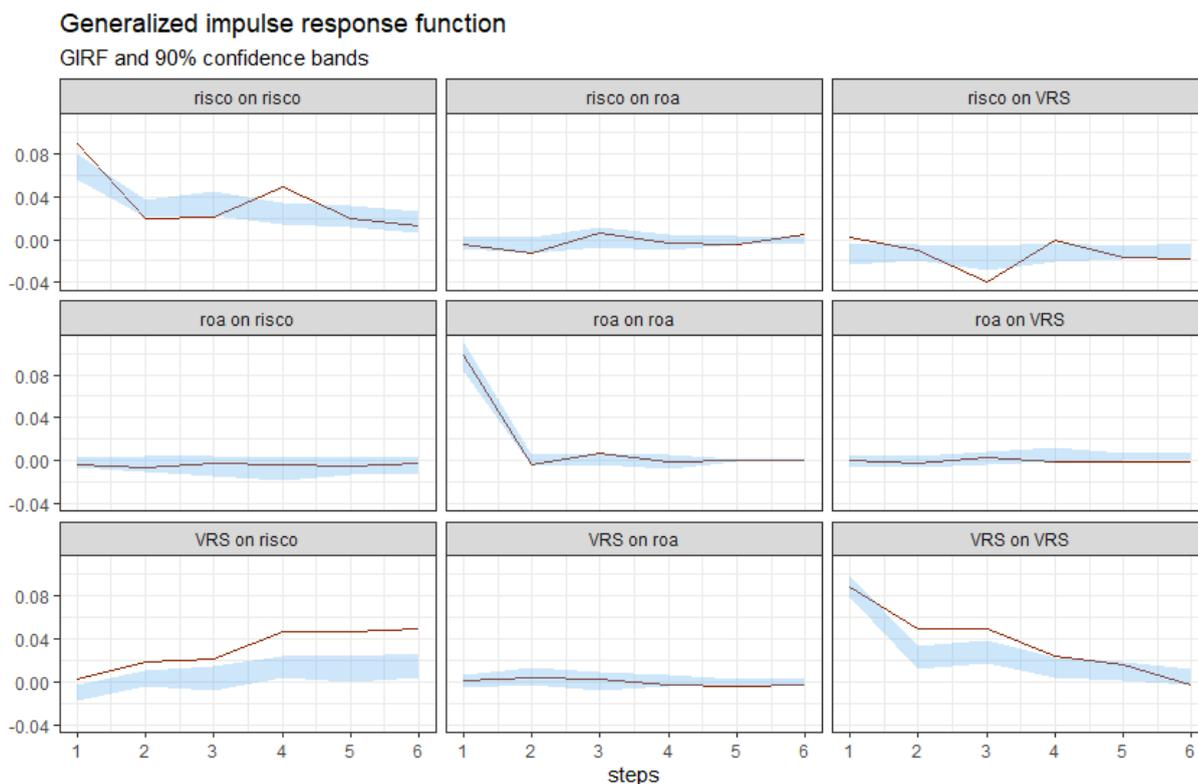 Generalized impulse response function
GIRF and 90% confidence bands
risco on risco
risco on roa
risco on VRS
0.08
0.04
0.00
-0.04
roa on risco
roa on roa
roa on VRS
0.08
0.04
0.00
-0.04
VRS on risco
VRS on roa
VRS on VRS
0.08
0.04
0.00
-0.04
1 2 3 4 5 6 1 2 3 4 5 6 1 2 3 4 5 6
steps